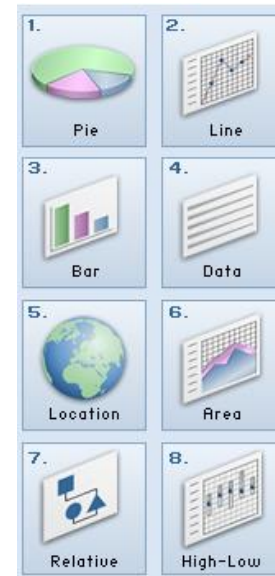 1. 2.
Pie Line
3. 4.
Bar Data
5. 6.
Location Area
7. 8.
Relative High-Low